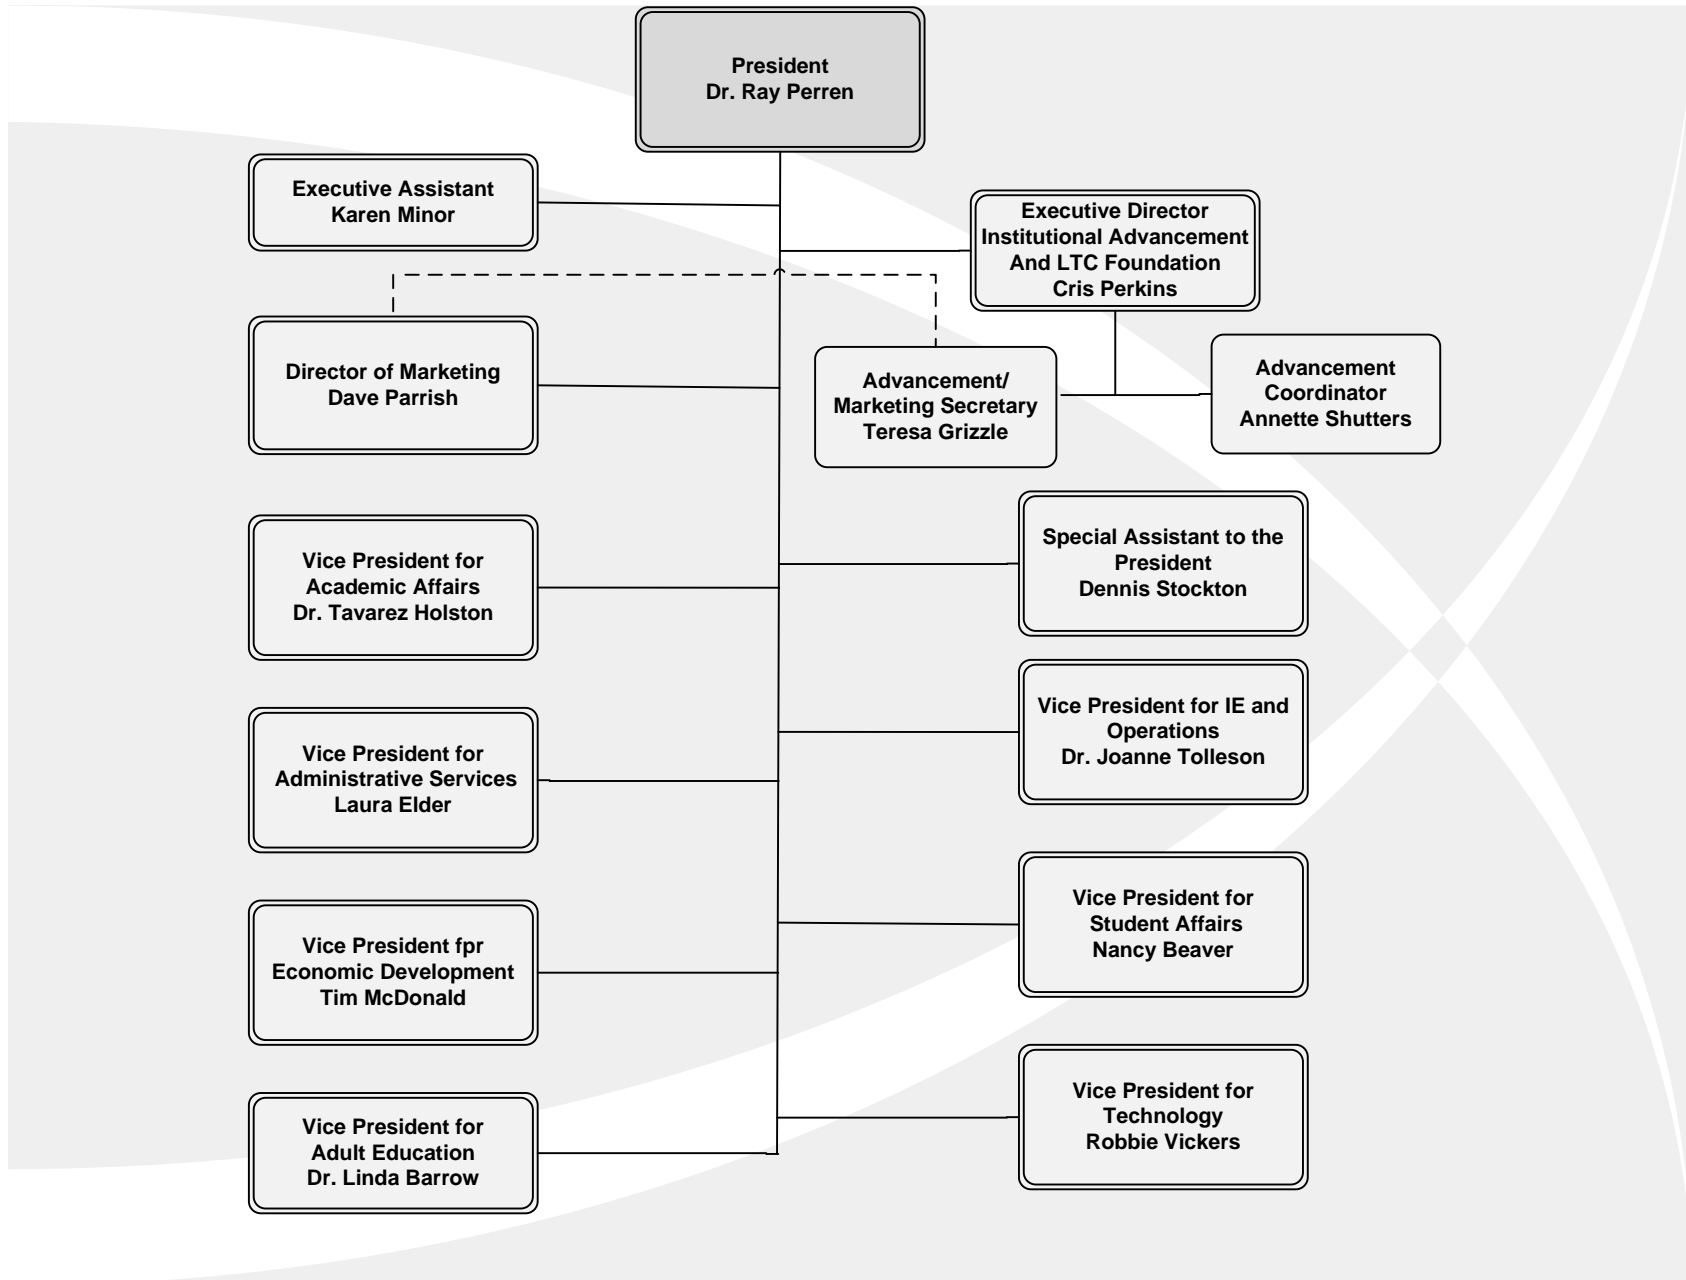 President
Dr. Ray Perren
Executive Assistant
Karen Minor
Executive Director
Institutional Advancement
And LTC Foundation
Cris Perkins
Director of Marketing
Dave Parrish
Advancement/
Marketing Secretary
Teresa Grizzle
Advancement
Coordinator
Annette Shutters
Vice President for
Academic Affairs
Dr. Tavarez Holston
Special Assistant to the
President
Dennis Stockton
Vice President for IE and
Operations
Dr. Joanne Tolleson
Vice President for
Administrative Services
Laura Elder
Vice President for
Student Affairs
Nancy Beaver
Vice President fpr
Economic Development
Tim McDonald
Vice President for
Technology
Robbie Vickers
Vice President for
Adult Education
Dr. Linda Barrow